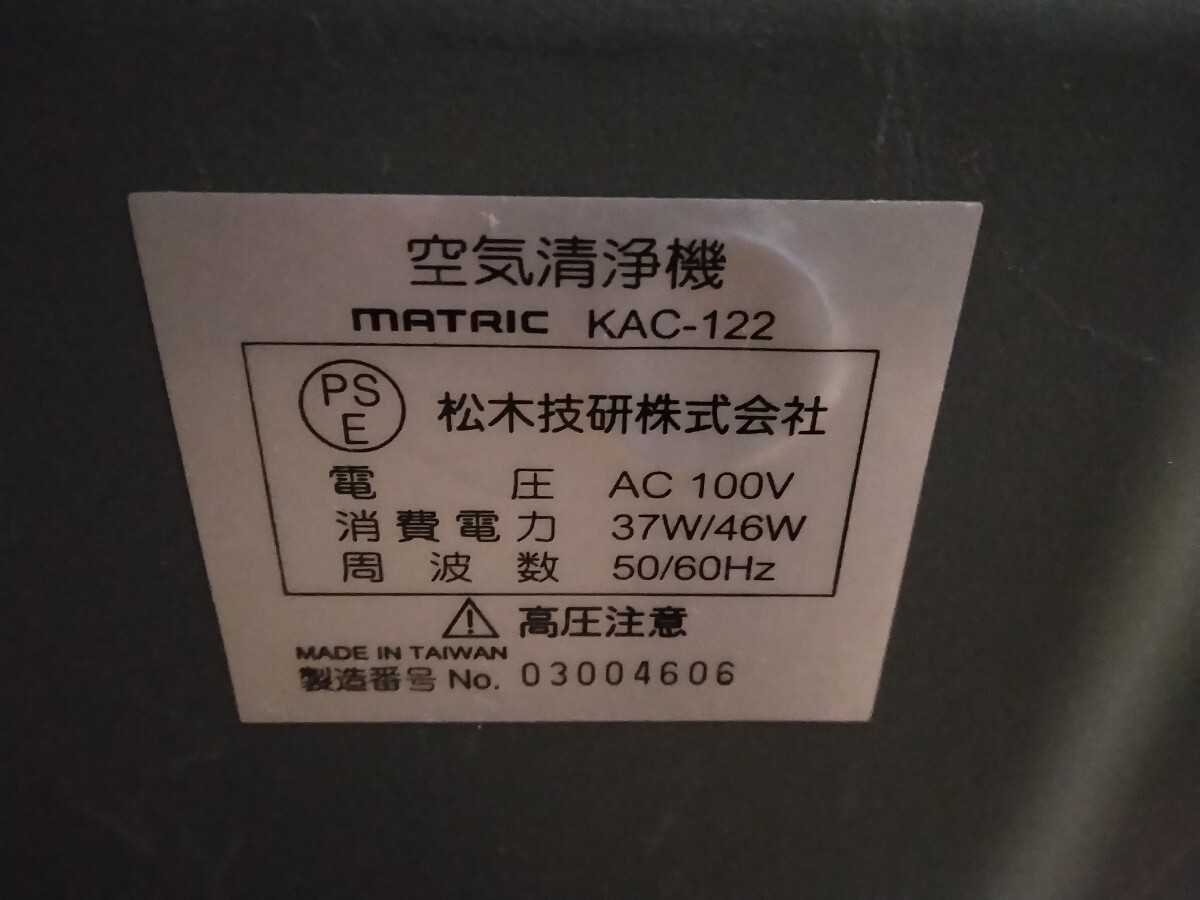 空気清浄機
MATRIC KAC-122
PS
E
松木技研株式会社
電圧 AC 100V
消費電力 37W/46W
周波数 50/60Hz
高圧注意
MADE IN TAIWAN
製造番号 No. 03004606